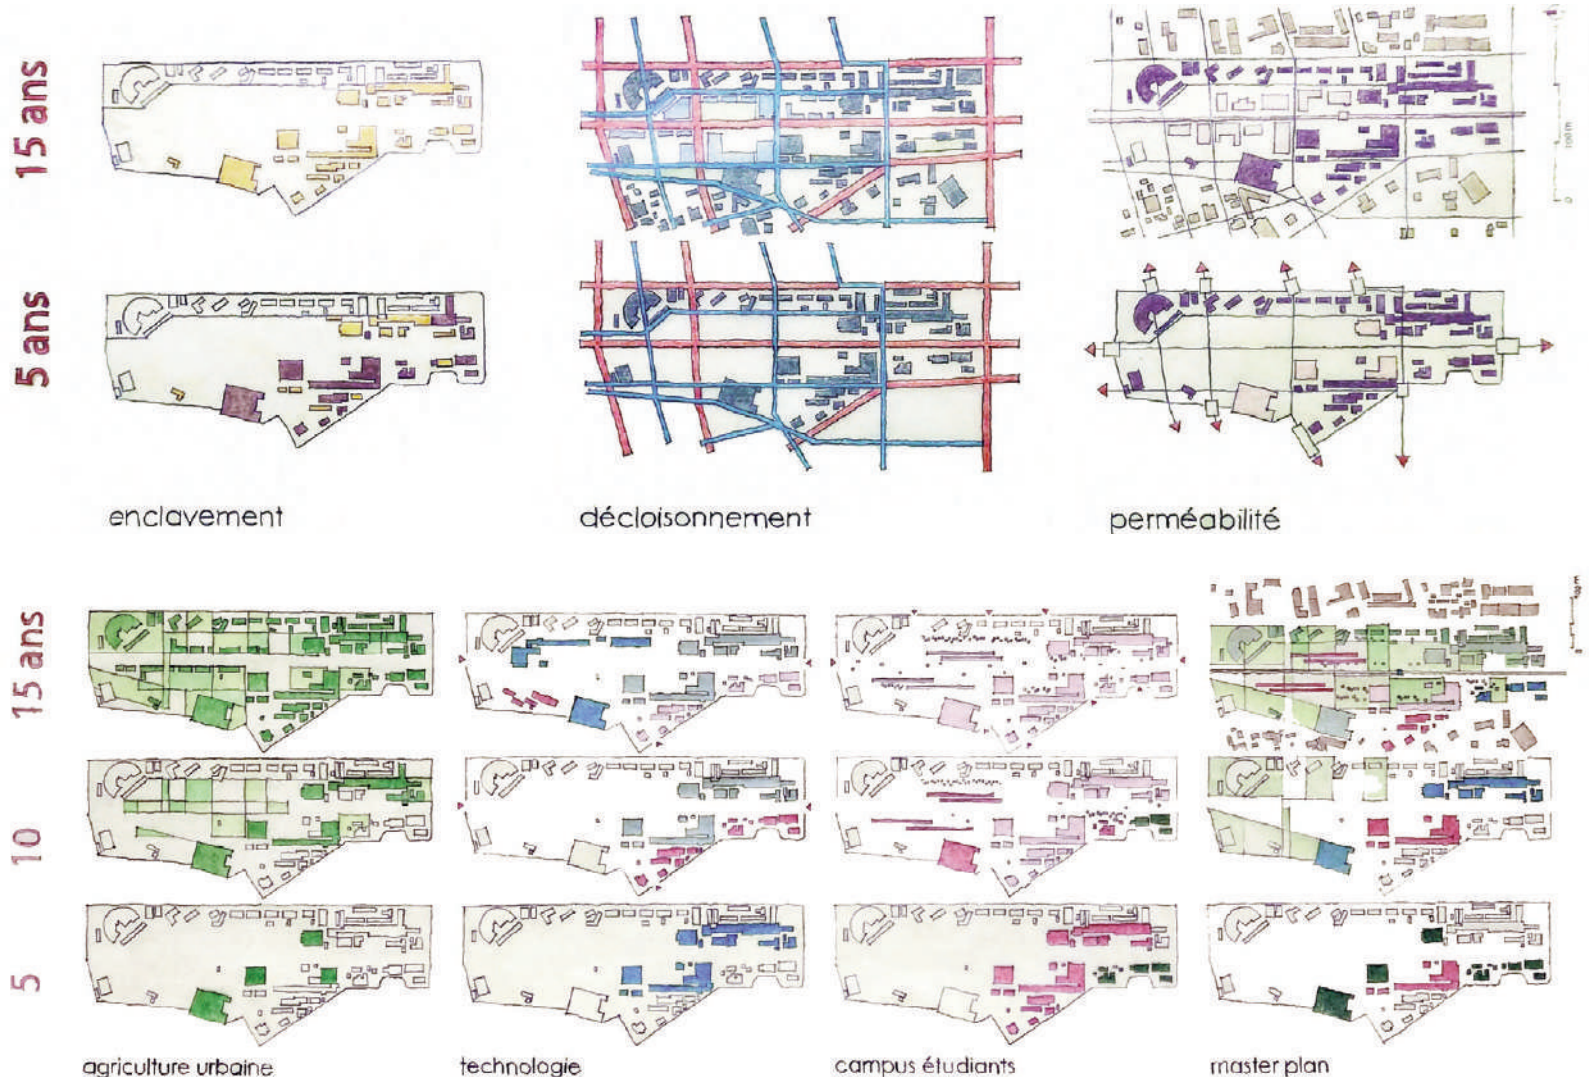 15 ans
5 ans
enclavement
décloisonnement
perméabilité
15 ans
10
5
agriculture urbaine
technologie
campus étudiants
master plan